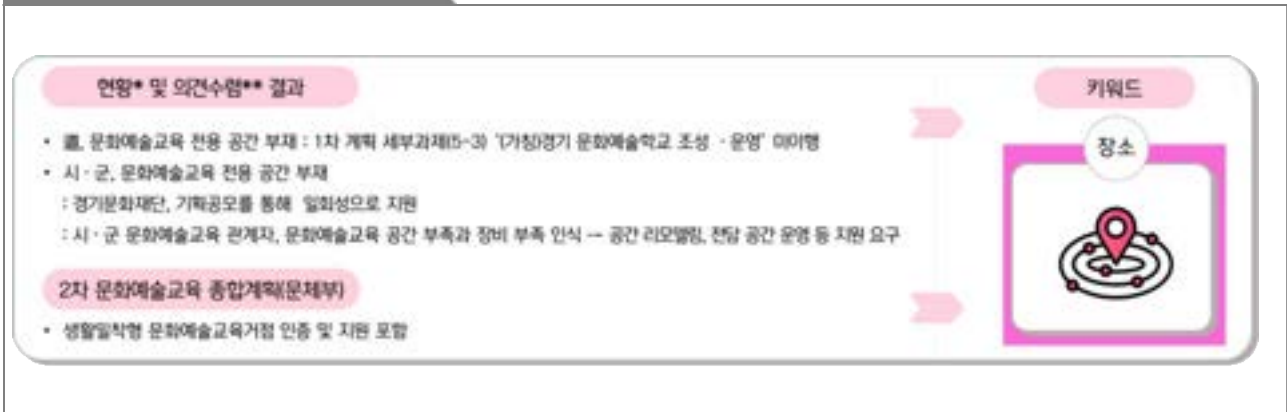 현황* 및 의견수렴** 결과
• 道, 문화예술교육 전용 공간 부재 : 1차 계획 세부과제(5-3) '(가칭)경기 문화예술학교 조성 · 운영' 미이행
• 시 · 군, 문화예술교육 전용 공간 부재
: 경기문화재단, 기획공모를 통해 일회성으로 지원
: 시 · 군 문화예술교육 관계자, 문화예술교육 공간 부족과 장비 부족 인식 → 공간 리모델링, 전담 공간 운영 등 지원 요구
2차 문화예술교육 종합계획(문체부)
• 생활밀착형 문화예술교육거점 인증 및 지원 포함
키워드
장소